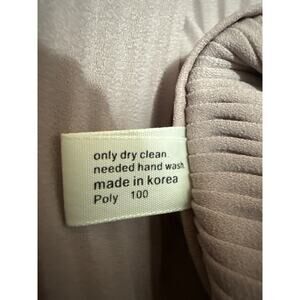 only dry clean
needed hand wash.
made in korea
Poly 100